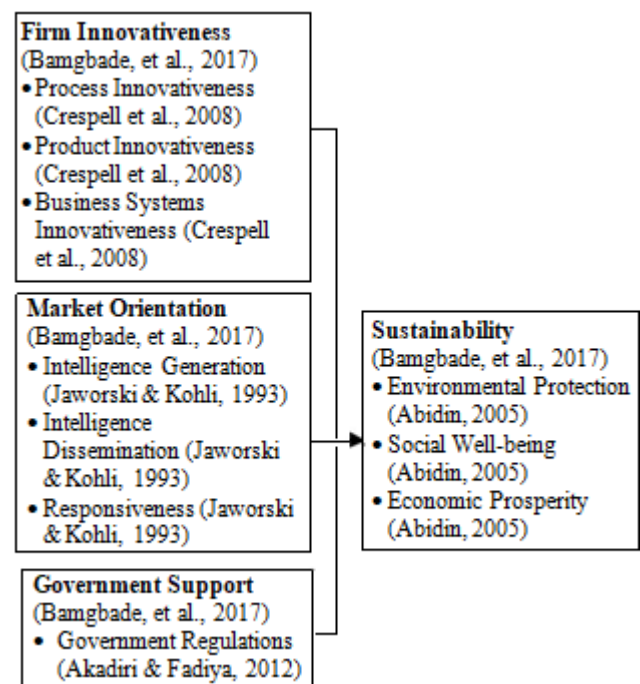 Firm Innovativeness
(Bamgbade, et al., 2017)
• Process Innovativeness
(Crespell et al., 2008)
• Product Innovativeness
(Crespell et al., 2008)
• Business Systems
Innovativeness (Crespell
et al., 2008)
Market Orientation
(Bamgbade, et al., 2017)
• Intelligence Generation
(Jaworski & Kohli, 1993)
• Intelligence
Dissemination (Jaworski
& Kohli, 1993)
• Responsiveness (Jaworski
& Kohli, 1993)
Government Support
(Bamgbade, et al., 2017)
• Government Regulations
(Akadiri & Fadiya, 2012)
Sustainability
(Bamgbade, et al., 2017)
• Environmental Protection
(Abidin, 2005)
• Social Well-being
(Abidin, 2005)
• Economic Prosperity
(Abidin, 2005)